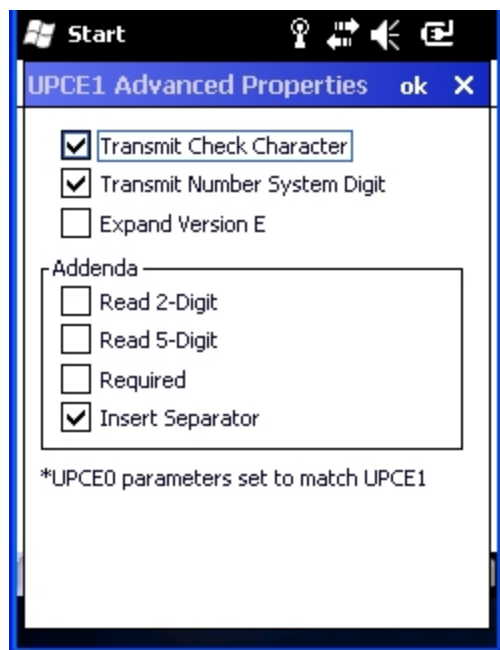 Start
UPCE1 Advanced Properties ok X
Transmit Check Character
Transmit Number System Digit
Expand Version E
Addenda
Read 2-Digit
Read 5-Digit
Required
Insert Separator
*UPCE0 parameters set to match UPCE1